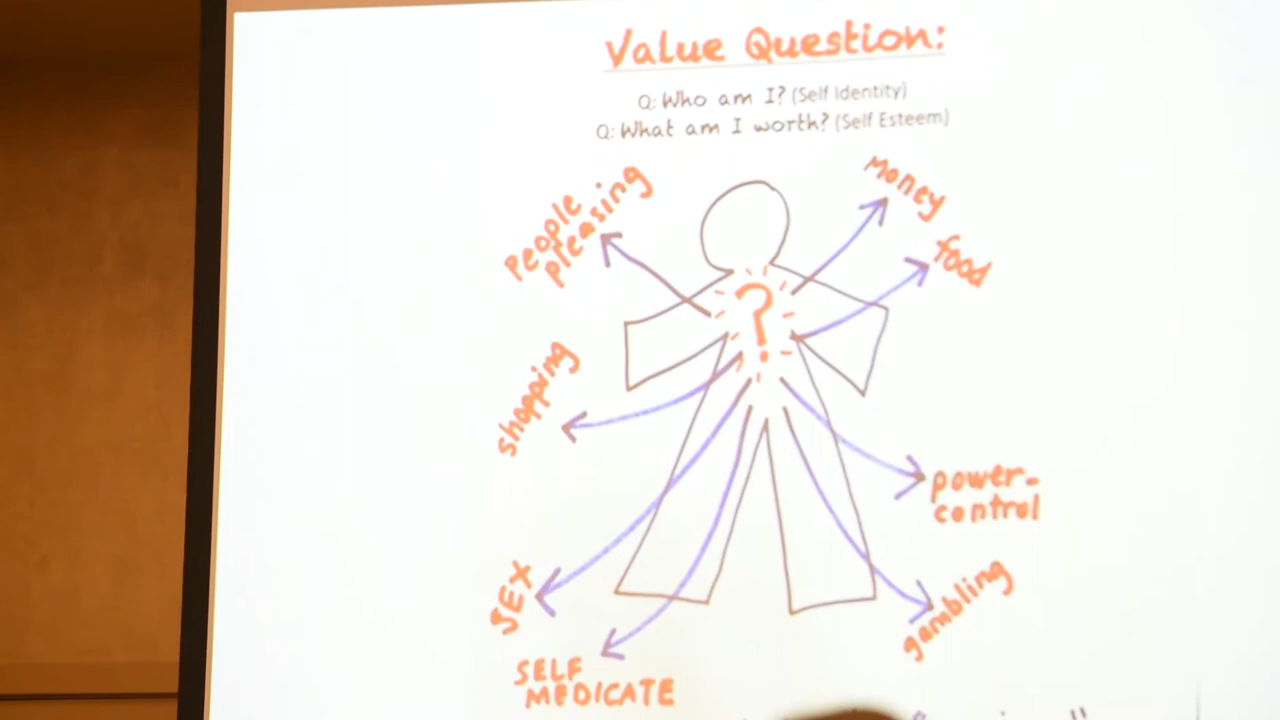 Value Question:
Q: Who am I? (Self Identity)
Q: What am I worth? (Self Esteem)
People
pleasing
Money
food
?
shopping
power-
control
SEX
gambling
SELF
MEDICATE